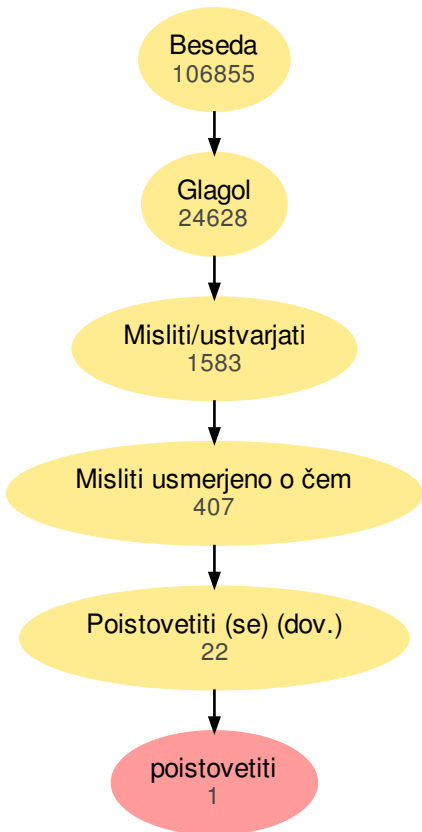 Beseda
106855
Glagol
24628
Misliti/ustvarjati
1583
Misliti usmerjeno o čem
407
Poistovetiti (se) (dov.)
22
poistovetiti
1